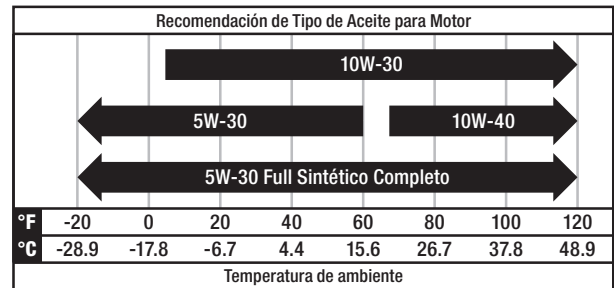 Recomendación de Tipo de Aceite para Motor
10W-30
5W-30 10W-40
5W-30 Full Sintético Completo
°F -20 0 20 40 60 80 100 120
°C -28.9 -17.8 -6.7 4.4 15.6 26.7 37.8 48.9
Temperatura de ambiente